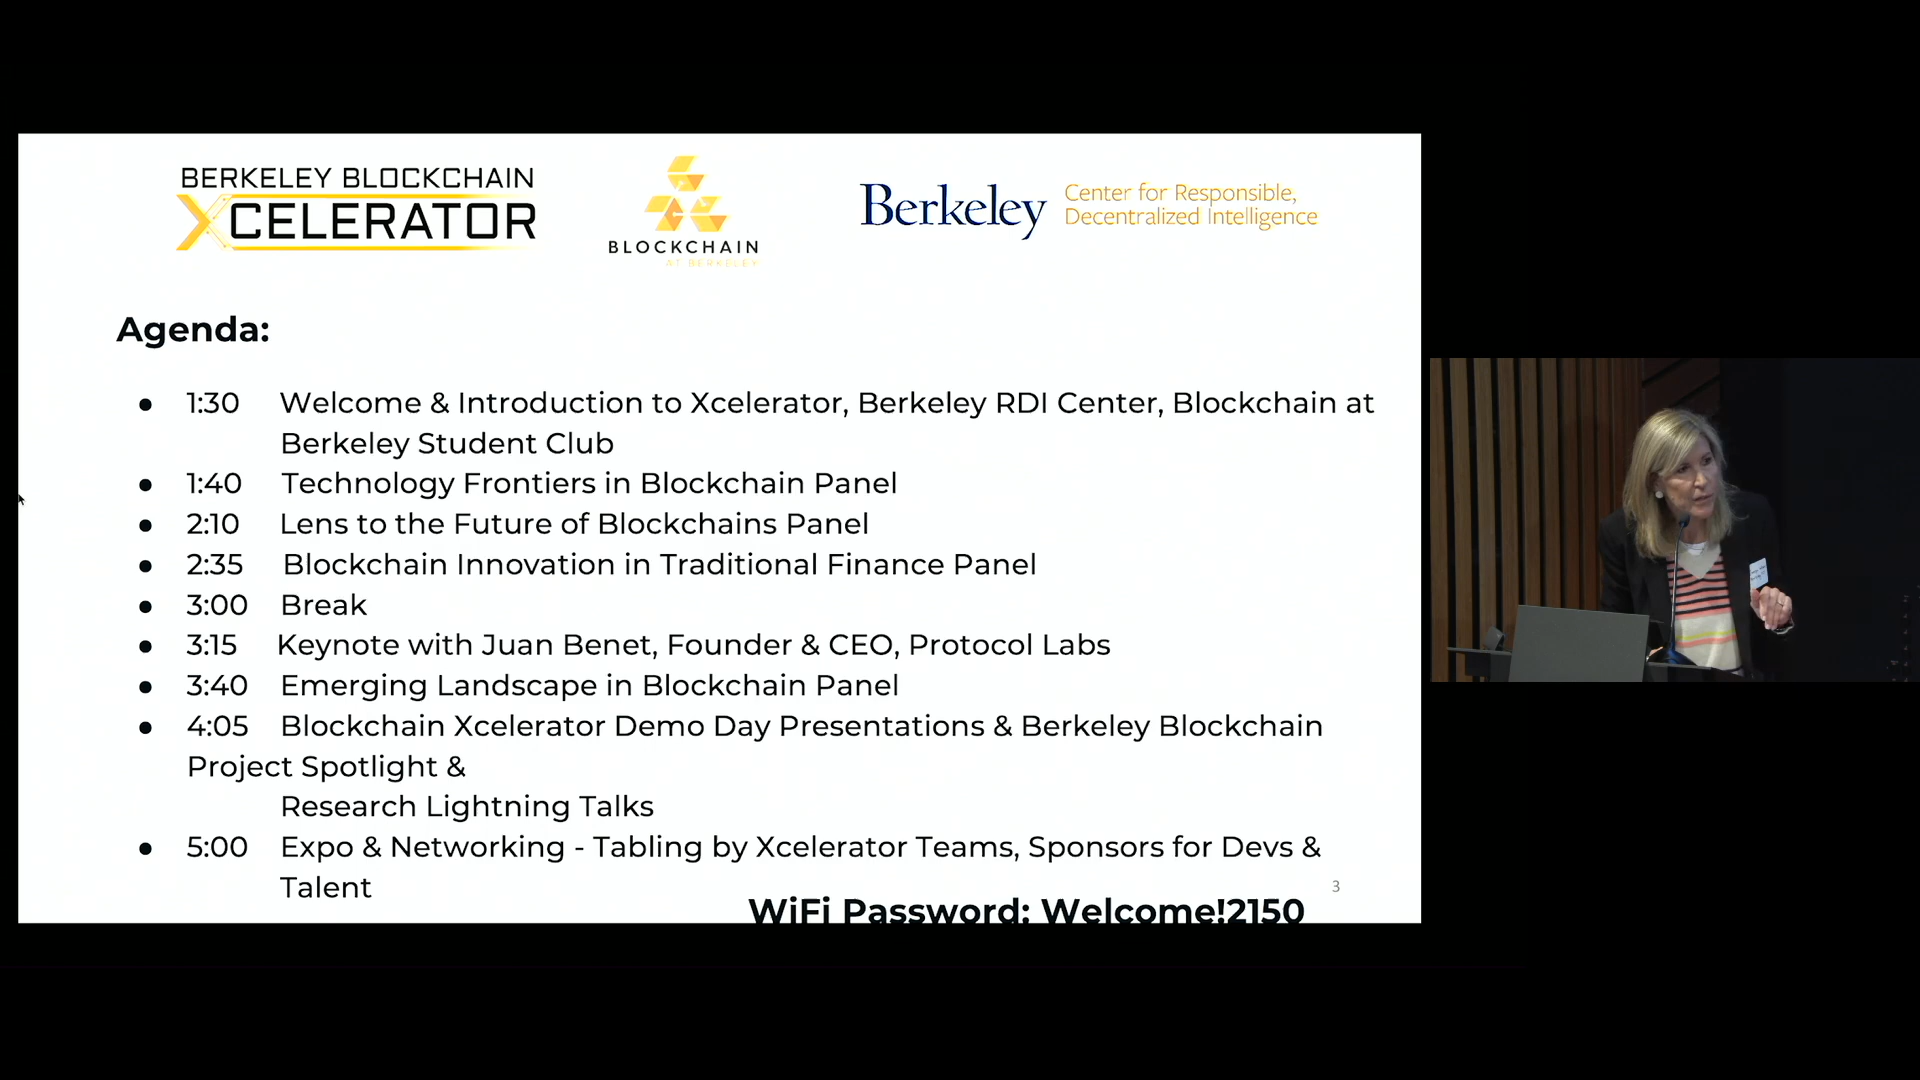 BERKELEY BLOCKCHAIN
XCELERATOR
BLOCKCHAIN
AT BERKELEY
Berkeley
Center for Responsible,
Decentralized Intelligence
Agenda:
● 1:30 Welcome & Introduction to Xcelerator, Berkeley RDI Center, Blockchain at
Berkeley Student Club
● 1:40 Technology Frontiers in Blockchain Panel
● 2:10 Lens to the Future of Blockchains Panel
● 2:35 Blockchain Innovation in Traditional Finance Panel
● 3:00 Break
● 3:15 Keynote with Juan Benet, Founder & CEO, Protocol Labs
● 3:40 Emerging Landscape in Blockchain Panel
● 4:05 Blockchain Xcelerator Demo Day Presentations & Berkeley Blockchain
Project Spotlight &
Research Lightning Talks
● 5:00 Expo & Networking - Tabling by Xcelerator Teams, Sponsors for Devs &
Talent
3
WiFi Password: Welcome!2150